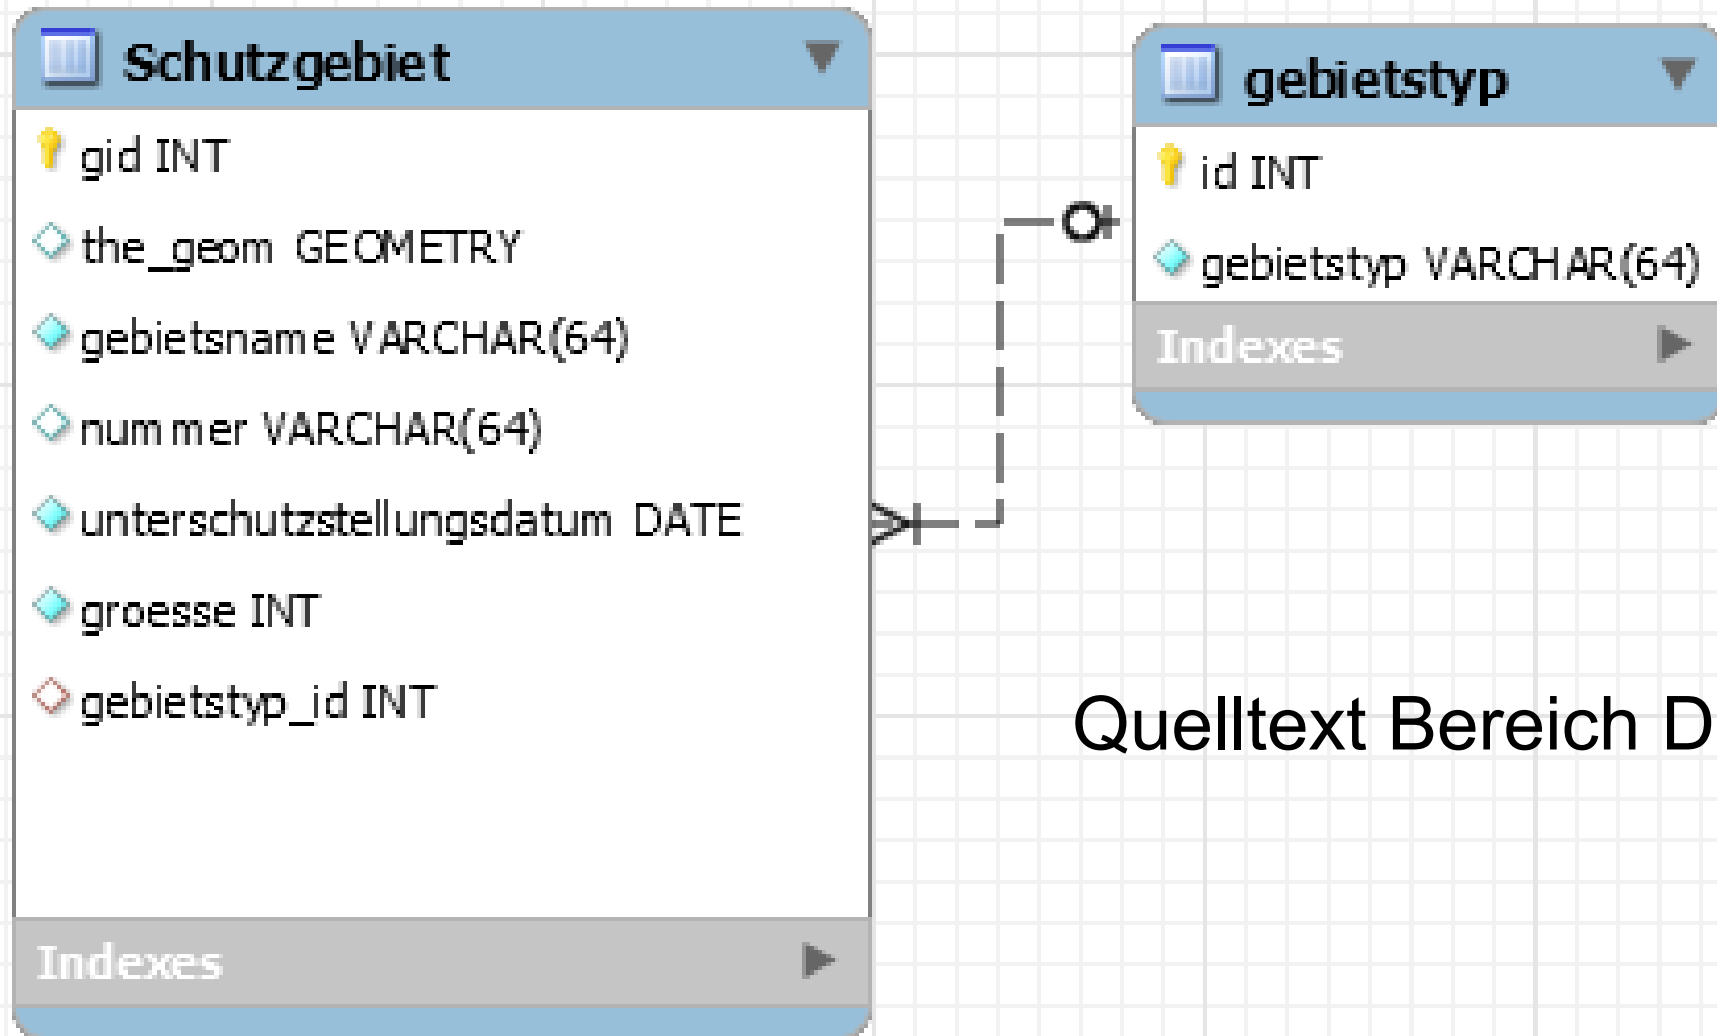 Schutzgebiet
gid INT
the_geom GEOMETRY
gebietsname VARCHAR(64)
nummer VARCHAR(64)
unterschutzstellungsdatum DATE
groesse INT
gebietstyp_id INT
Indexes
gebietstyp
id INT
gebietstyp VARCHAR(64)
Indexes
Quelltext Bereich D